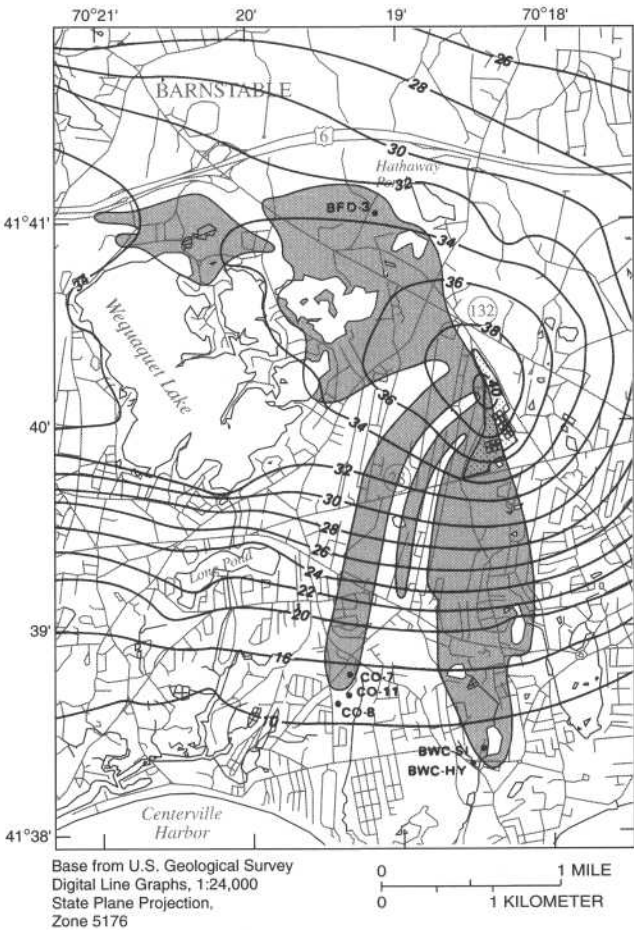 70°21' 20' 19' 70°18'
26
28
BARNSTABLE
6
30
Hathaway
32
41°41'
BFD-3
34
34
36
132
38
Wequaquet Lake
40
36
40'
34
32
30
28
26
Long Pond
24
22
20
39'
16
CO-7
CO-11
CO-8
10
BWC-SI
BWC-HY
Centerville
Harbor
41°38'
Base from U.S. Geological Survey
Digital Line Graphs, 1:24,000
State Plane Projection,
Zone 5176
0 1 MILE
0 1 KILOMETER